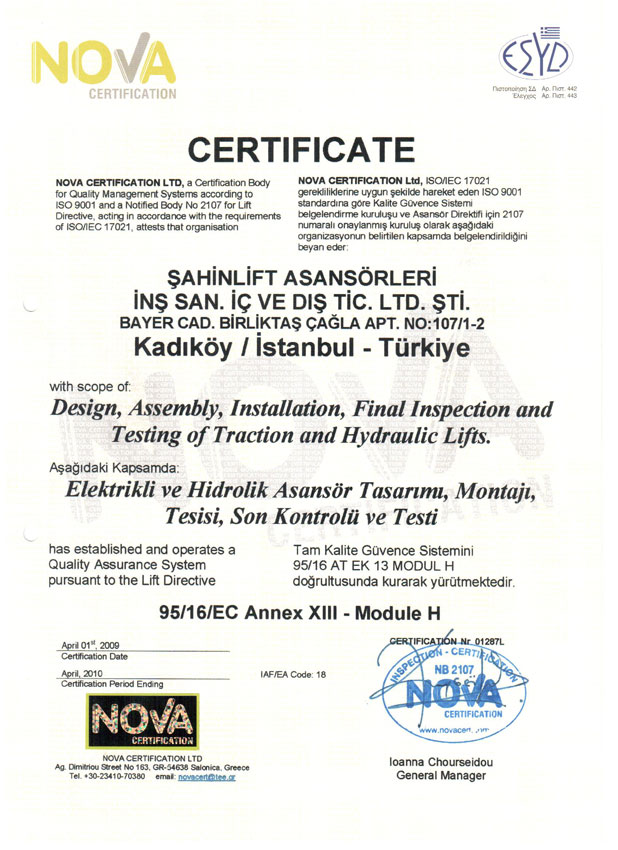 NOVA
CERTIFICATION
ΕΣΥΔ
Πιστοποίηση ΣΔ Αρ. Πιστ. 442
Έλεγχος Αρ. Πιστ. 443
CERTIFICATE
NOVA CERTIFICATION LTD, a Certification Body
for Quality Management Systems according to
ISO 9001 and a Notified Body No 2107 for Lift
Directive, acting in accordance with the requirements
of ISO/IEC 17021, attests that organisation
NOVA CERTIFICATION Ltd, ISO/IEC 17021
gerekliliklerine uygun şekilde hareket eden ISO 9001
standardına göre Kalite Güvence Sistemi
belgelendirme kuruluşu ve Asansör Direktifi için 2107
numaralı onaylanmış kuruluş olarak aşağıdaki
organizasyonun belirtilen kapsamda belgelendirildiğini
beyan eder:
ŞAHİNLİFT ASANSÖRLERİ
İNŞ SAN. İÇ VE DIŞ TİC. LTD. ŞTİ.
BAYER CAD. BİRLİKTAŞ ÇAĞLA APT. NO:107/1-2
Kadıköy / İstanbul - Türkiye
with scope of:
Design, Assembly, Installation, Final Inspection and
Testing of Traction and Hydraulic Lifts.
Aşağıdaki Kapsamda:
Elektrikli ve Hidrolik Asansör Tasarımı, Montajı,
Tesisi, Son Kontrolü ve Testi
has established and operates a
Quality Assurance System
pursuant to the Lift Directive
Tam Kalite Güvence Sistemini
95/16 AT EK 13 MODUL H
doğrultusunda kurarak yürütmektedir.
95/16/EC Annex XIII - Module H
April 01st, 2009
Certification Date
April, 2010
Certification Period Ending
IAF/EA Code: 18
CERTIFICATION Nr 01287L
INSPECTION - CERTIFICATION
NB 2107
NOVA
CERTIFICATION
www.novacert.
NOVA
CERTIFICATION
NOVA CERTIFICATION LTD
Ag. Dimitriou Street No 163, GR-54638 Salonica, Greece
Tel. +30-23410-70380 email: novacert@tee.gr
Ioanna Chourseidou
General Manager